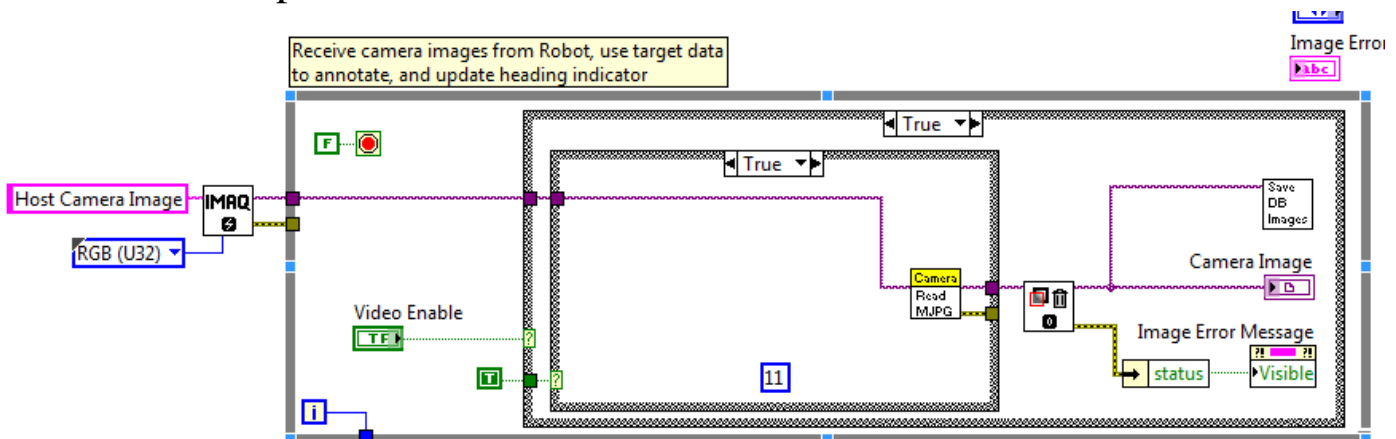 Receive camera images from Robot, use target data
to annotate, and update heading indicator
Image Error
abc
True
F
True
Host Camera Image
IMAQ
RGB (U32)
Save
DB
Images
Camera Image
Camera
Read
MJPG
Video Enable
TF
?
T
?
11
0
Image Error Message
?! ?!
status
Visible
i